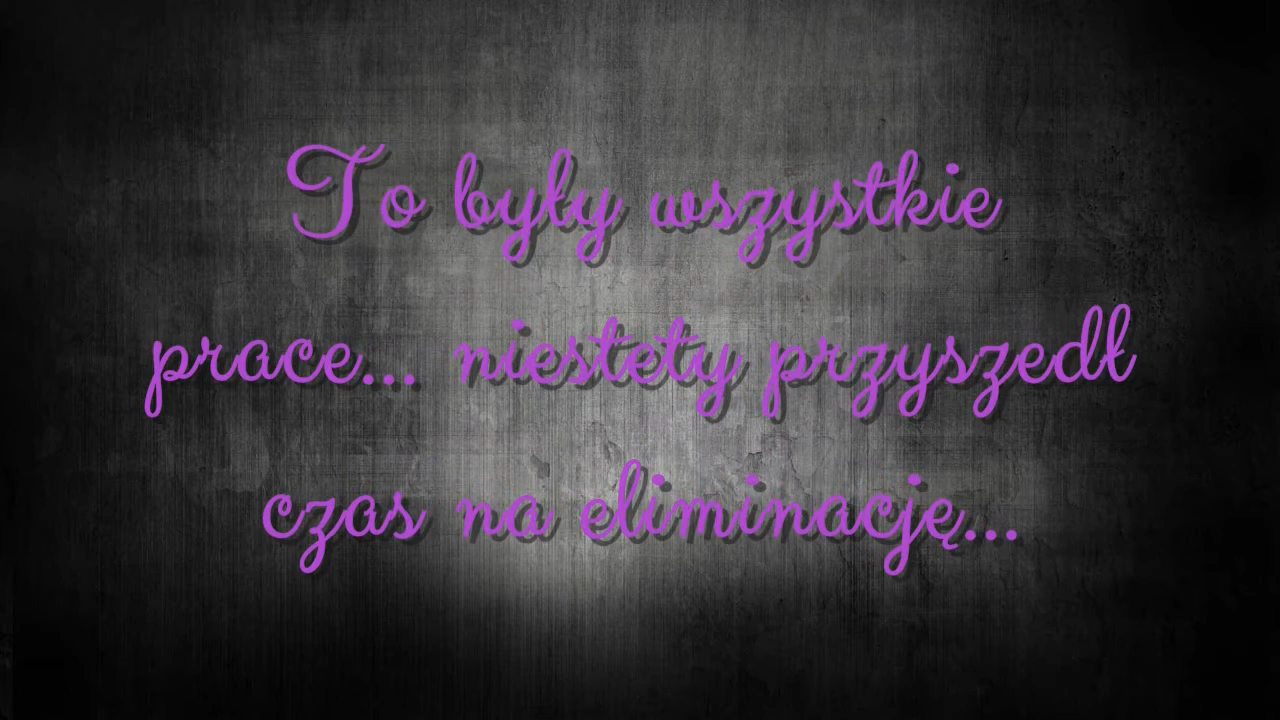 To były wszystkie
prace... niestety przyszedł
czas na eliminację...